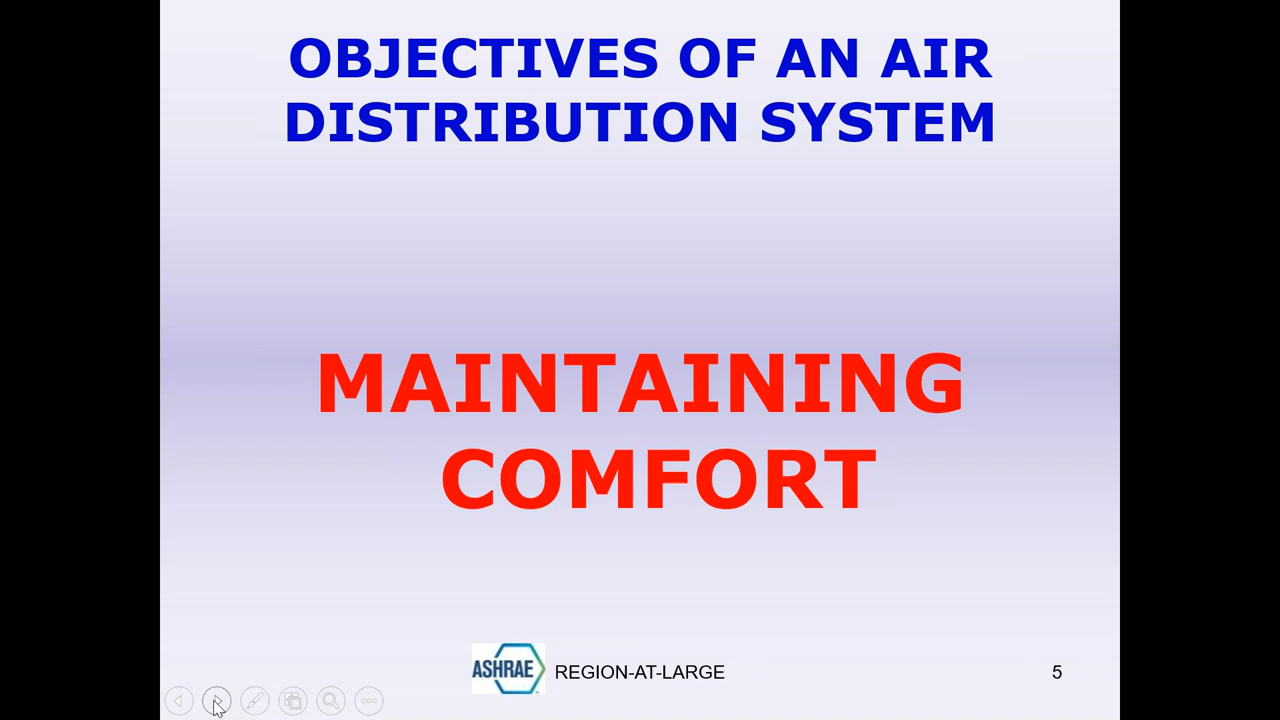 OBJECTIVES OF AN AIR
DISTRIBUTION SYSTEM
MAINTAINING
COMFORT
ASHRAE REGION-AT-LARGE 5